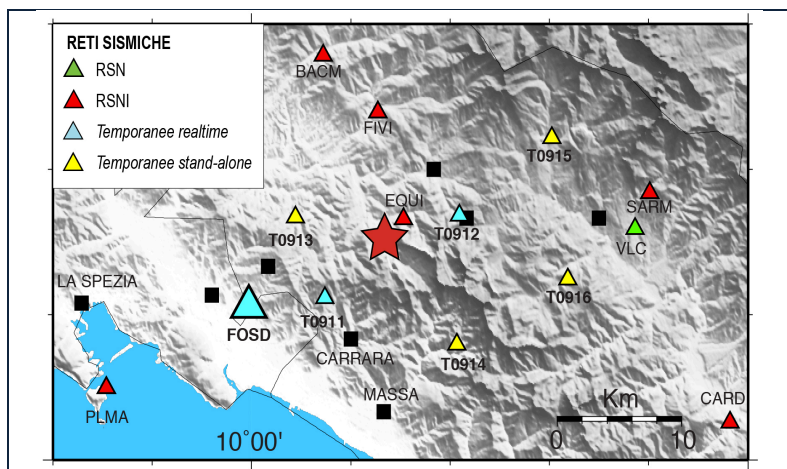 RETI SISMICHE
RSN
RSNI
Temporanee realtime
Temporanee stand-alone
BACM
FIVI
T0915
EQUI
SARM
T0913
T0912
VLC
LA SPEZIA
T0916
FOSD
T0911
CARRARA
T0914
MASSA
Km
CARD
PLMA
10°00'
0 10